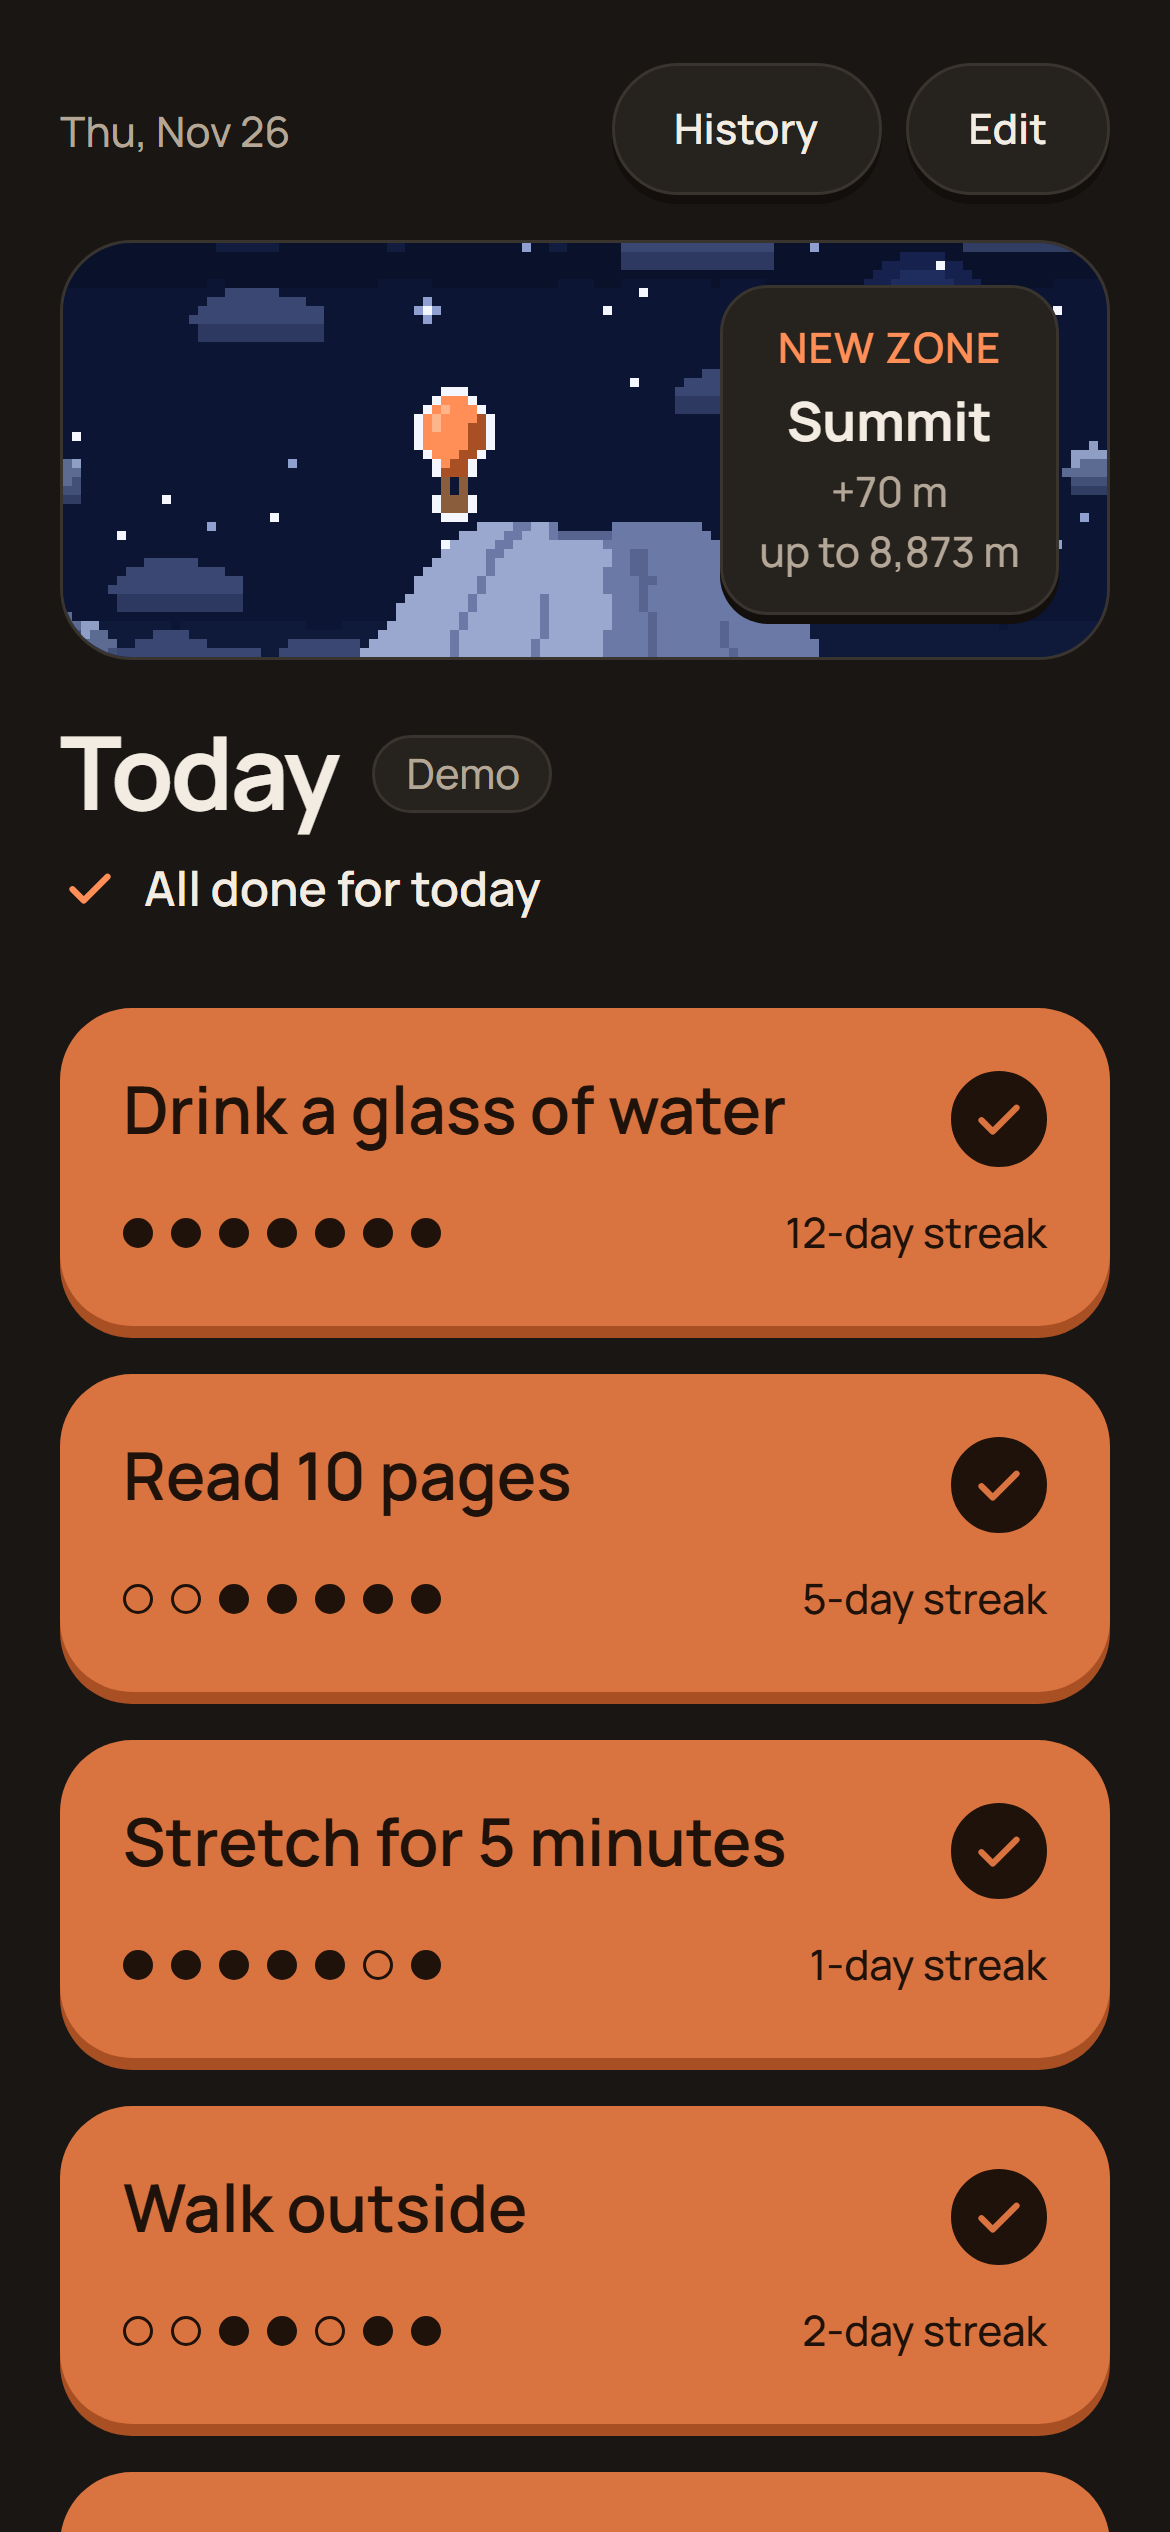 Thu, Nov 26
History
Edit
NEW ZONE
Summit
+70 m
up to 8,873 m
Today
Demo
All done for today
Drink a glass of water
12-day streak
Read 10 pages
5-day streak
Stretch for 5 minutes
1-day streak
Walk outside
2-day streak